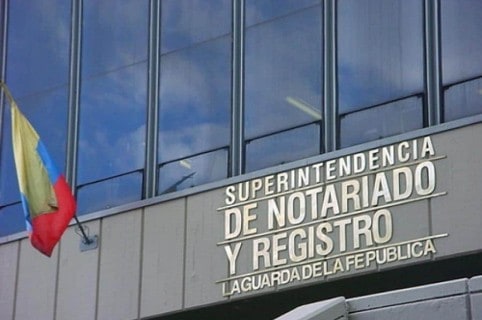 SUPERINTENDENCIA
DE NOTARIADO
Y REGISTRO
LA GUARDA DE LA FE PUBLICA